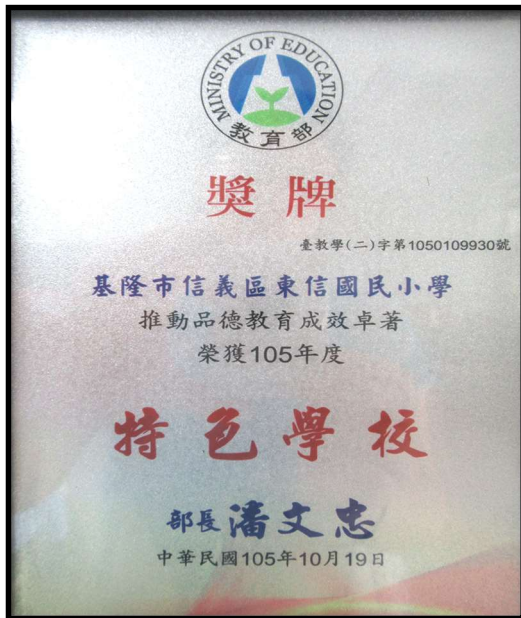 MINISTRY OF EDUCATION
教育部
獎牌
臺教學(二)字第1050109930號
基隆市信義區東信國民小學
推動品德教育成效卓著
榮獲105年度
特色學校
部長潘文忠
中華民國105年10月19日